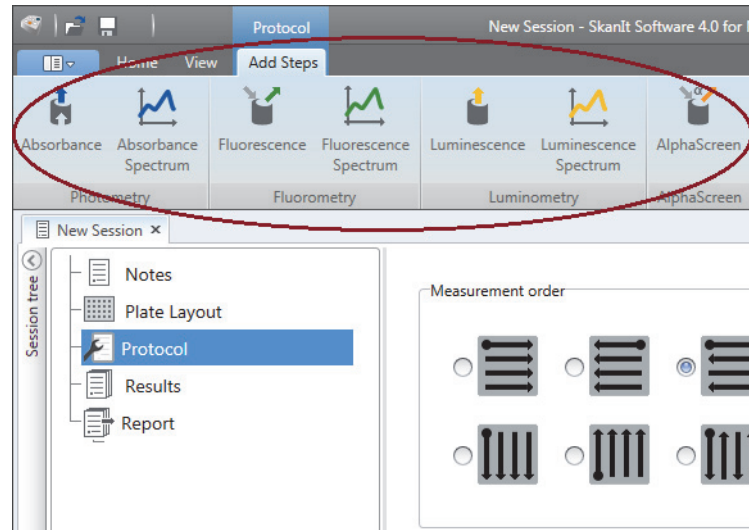 Protocol
New Session - SkanIt Software 4.0 for
Home View Add Steps
Absorbance
Absorbance Spectrum
Fluorescence
Fluorescence Spectrum
Luminescence
Luminescence Spectrum
AlphaScreen
Photometry
Fluorometry
Luminometry
AlphaScreen
New Session ×
Session tree
Notes
Plate Layout
Protocol
Results
Report
Measurement order